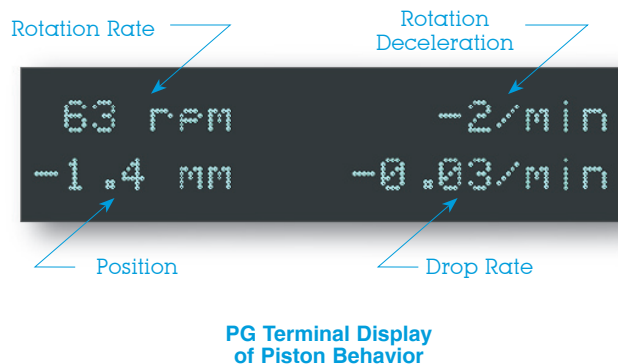 Rotation Rate
Rotation
Deceleration
63 rpm
-2/min
-1.4 mm
-0.03/min
Position
Drop Rate
PG Terminal Display
of Piston Behavior